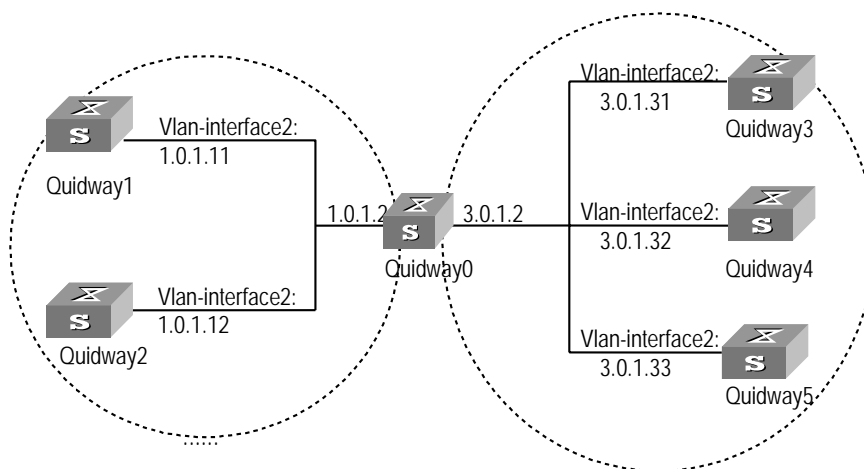 Vlan-interface2:
1.0.1.11
S
Quidway1
Vlan-interface2:
1.0.1.12
S
Quidway2
1.0.1.2
S
3.0.1.2
Quidway0
Vlan-interface2:
3.0.1.31
S
Quidway3
Vlan-interface2:
3.0.1.32
S
Quidway4
Vlan-interface2:
3.0.1.33
S
Quidway5